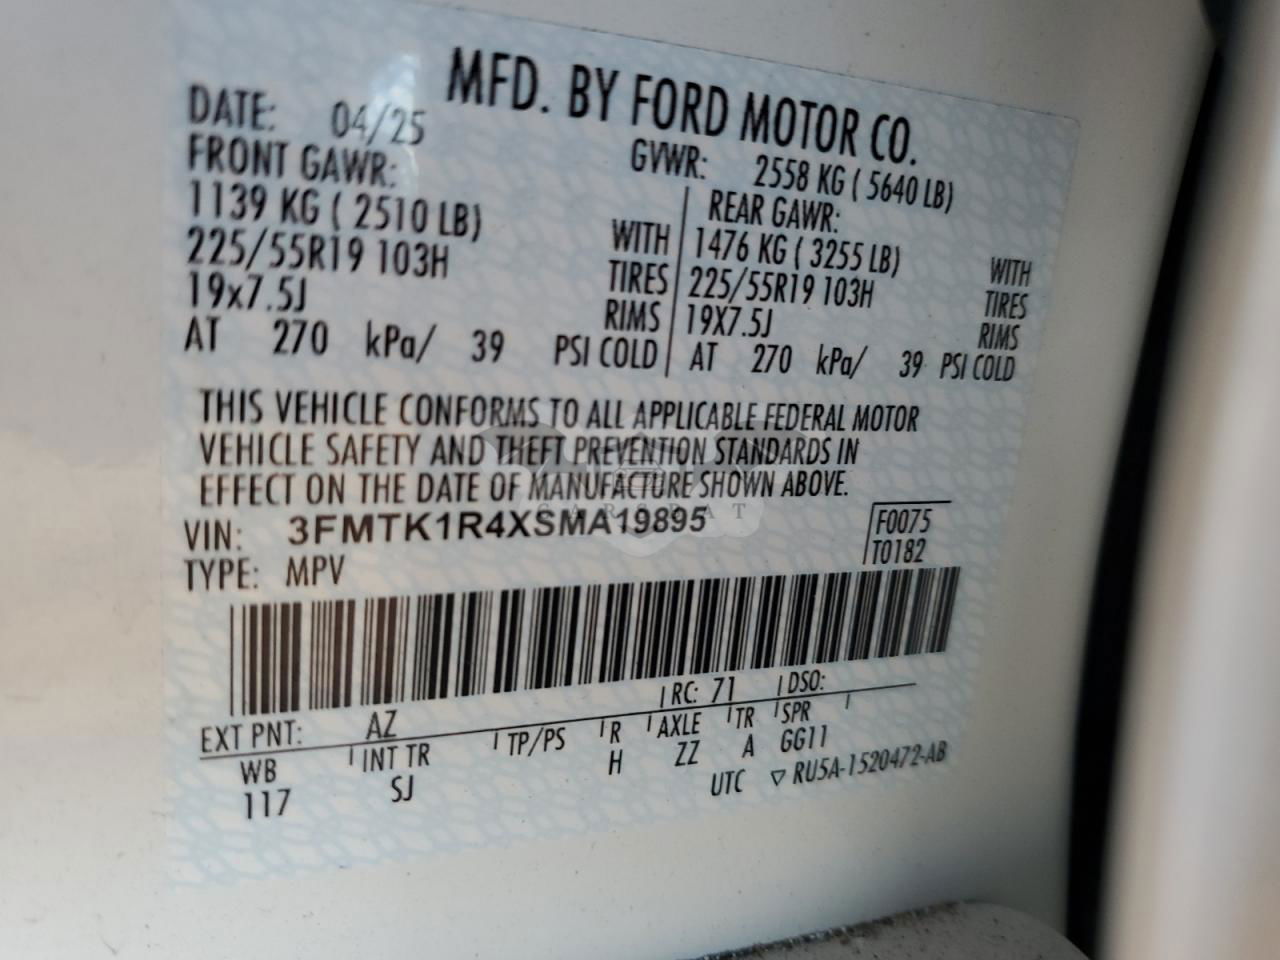 MFD. BY FORD MOTOR CO.
DATE: 04/25 GVWR: 2558 KG ( 5640 LB)
FRONT GAWR: REAR GAWR:
1139 KG ( 2510 LB) WITH 1476 KG ( 3255 LB) WITH
225/55R19 103H TIRES 225/55R19 103H TIRES
19x7.5J RIMS 19X7.5J RIMS
AT 270 kPa/ 39 PSI COLD AT 270 kPa/ 39 PSI COLD
THIS VEHICLE CONFORMS TO ALL APPLICABLE FEDERAL MOTOR
VEHICLE SAFETY AND THEFT PREVENTION STANDARDS IN
EFFECT ON THE DATE OF MANUFACTURE SHOWN ABOVE.
CARSBAT
VIN: 3FMTK1R4XSMA19895 F0075
TYPE: MPV T0182
EXT PNT: AZ RC: 71 DSO:
WB INT TR TP/PS R AXLE TR SPR
117 SJ H ZZ A GG11
UTC ▽ RU5A-1520472-AB